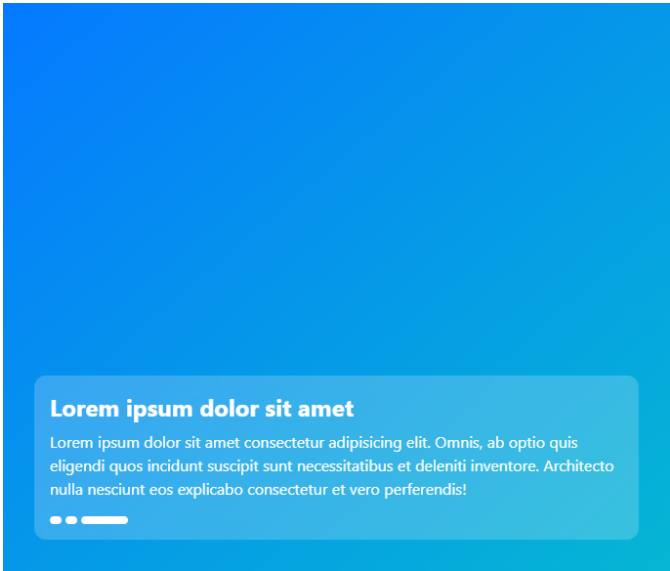 Lorem ipsum dolor sit amet
Lorem ipsum dolor sit amet consectetur adipisicing elit. Omnis, ab optio quis
eligendi quos incidunt suscipit sunt necessitatibus et deleniti inventore. Architecto
nulla nesciunt eos explicabo consectetur et vero perferendis!